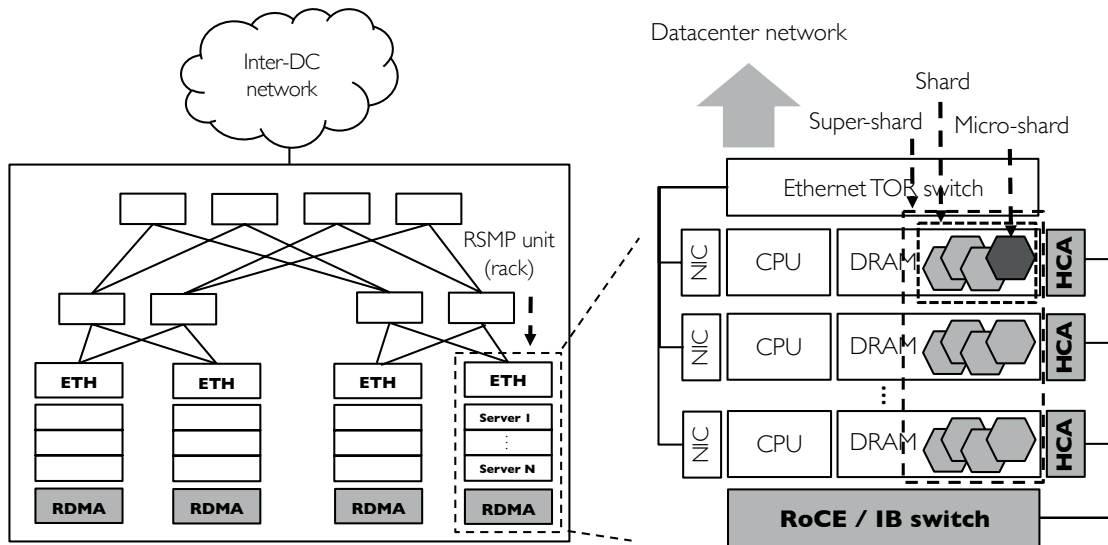 Inter-DC
network
RSMP unit
(rack)
ETH
ETH
ETH
ETH
Server 1
⋮
Server N
RDMA
RDMA
RDMA
RDMA
Datacenter network
Shard
Super-shard
Micro-shard
Ethernet TOR switch
NIC
CPU
DRAM
HCA
NIC
CPU
DRAM
HCA
⋮
NIC
CPU
DRAM
HCA
RoCE / IB switch